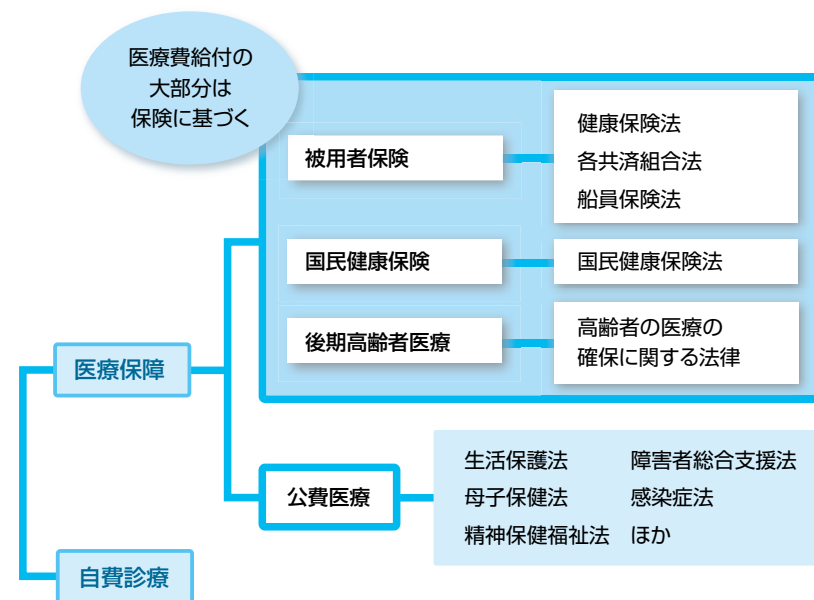 医療費給付の
大部分は
保険に基づく
被用者保険
健康保険法
各共済組合法
船員保険法
国民健康保険
国民健康保険法
後期高齢者医療
高齢者の医療の
確保に関する法律
医療保障
公費医療
生活保護法 障害者総合支援法
母子保健法 感染症法
精神保健福祉法 ほか
自費診療